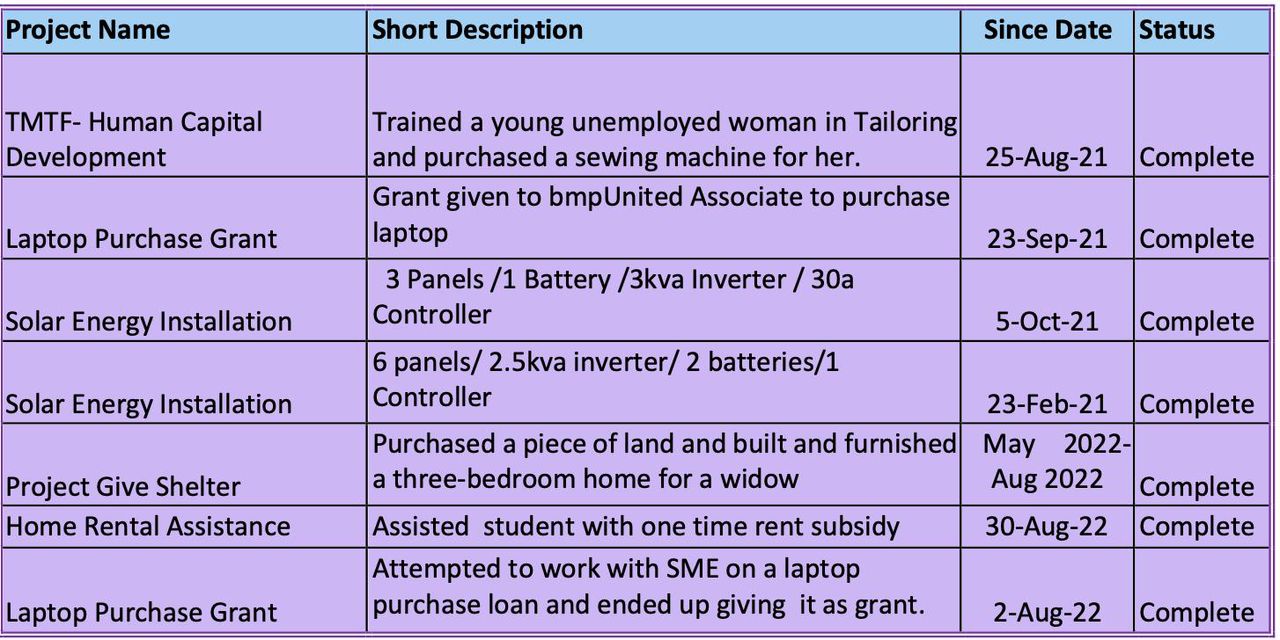 Project Name Short Description Since Date Status
TMTF- Human Capital
Development
Trained a young unemployed woman in Tailoring
and purchased a sewing machine for her.
25-Aug-21 Complete
Laptop Purchase Grant
Grant given to bmpUnited Associate to purchase
laptop
23-Sep-21 Complete
Solar Energy Installation
3 Panels /1 Battery /3kva Inverter / 30a
Controller
5-Oct-21 Complete
Solar Energy Installation
6 panels/ 2.5kva inverter/ 2 batteries/1
Controller
23-Feb-21 Complete
Project Give Shelter
Purchased a piece of land and built and furnished
a three-bedroom home for a widow
May 2022-
Aug 2022
Complete
Home Rental Assistance Assisted student with one time rent subsidy 30-Aug-22 Complete
Laptop Purchase Grant
Attempted to work with SME on a laptop
purchase loan and ended up giving it as grant.
2-Aug-22 Complete